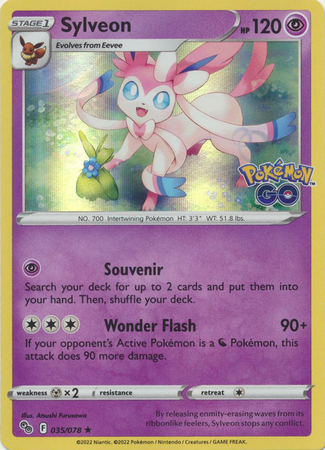 STAGE 1
Sylveon
HP 120
Evolves from Eevee
Pokémon
GO
NO. 700 Intertwining Pokémon HT: 3'3" WT: 51.8 lbs.
Souvenir
Search your deck for up to 2 cards and put them
into your hand. Then, shuffle your deck.
Wonder Flash 90+
If your opponent's Active Pokémon is a Pokémon, this
attack does 90 more damage.
weakness ×2 resistance retreat
Illus. Atsushi Furusawa
F 035/078 ★
©2022 Niantic. ©2022 Pokémon / Nintendo / Creatures / GAME FREAK.
By releasing enmity-erasing waves from its
ribbonlike feelers, Sylveon stops any conflict.